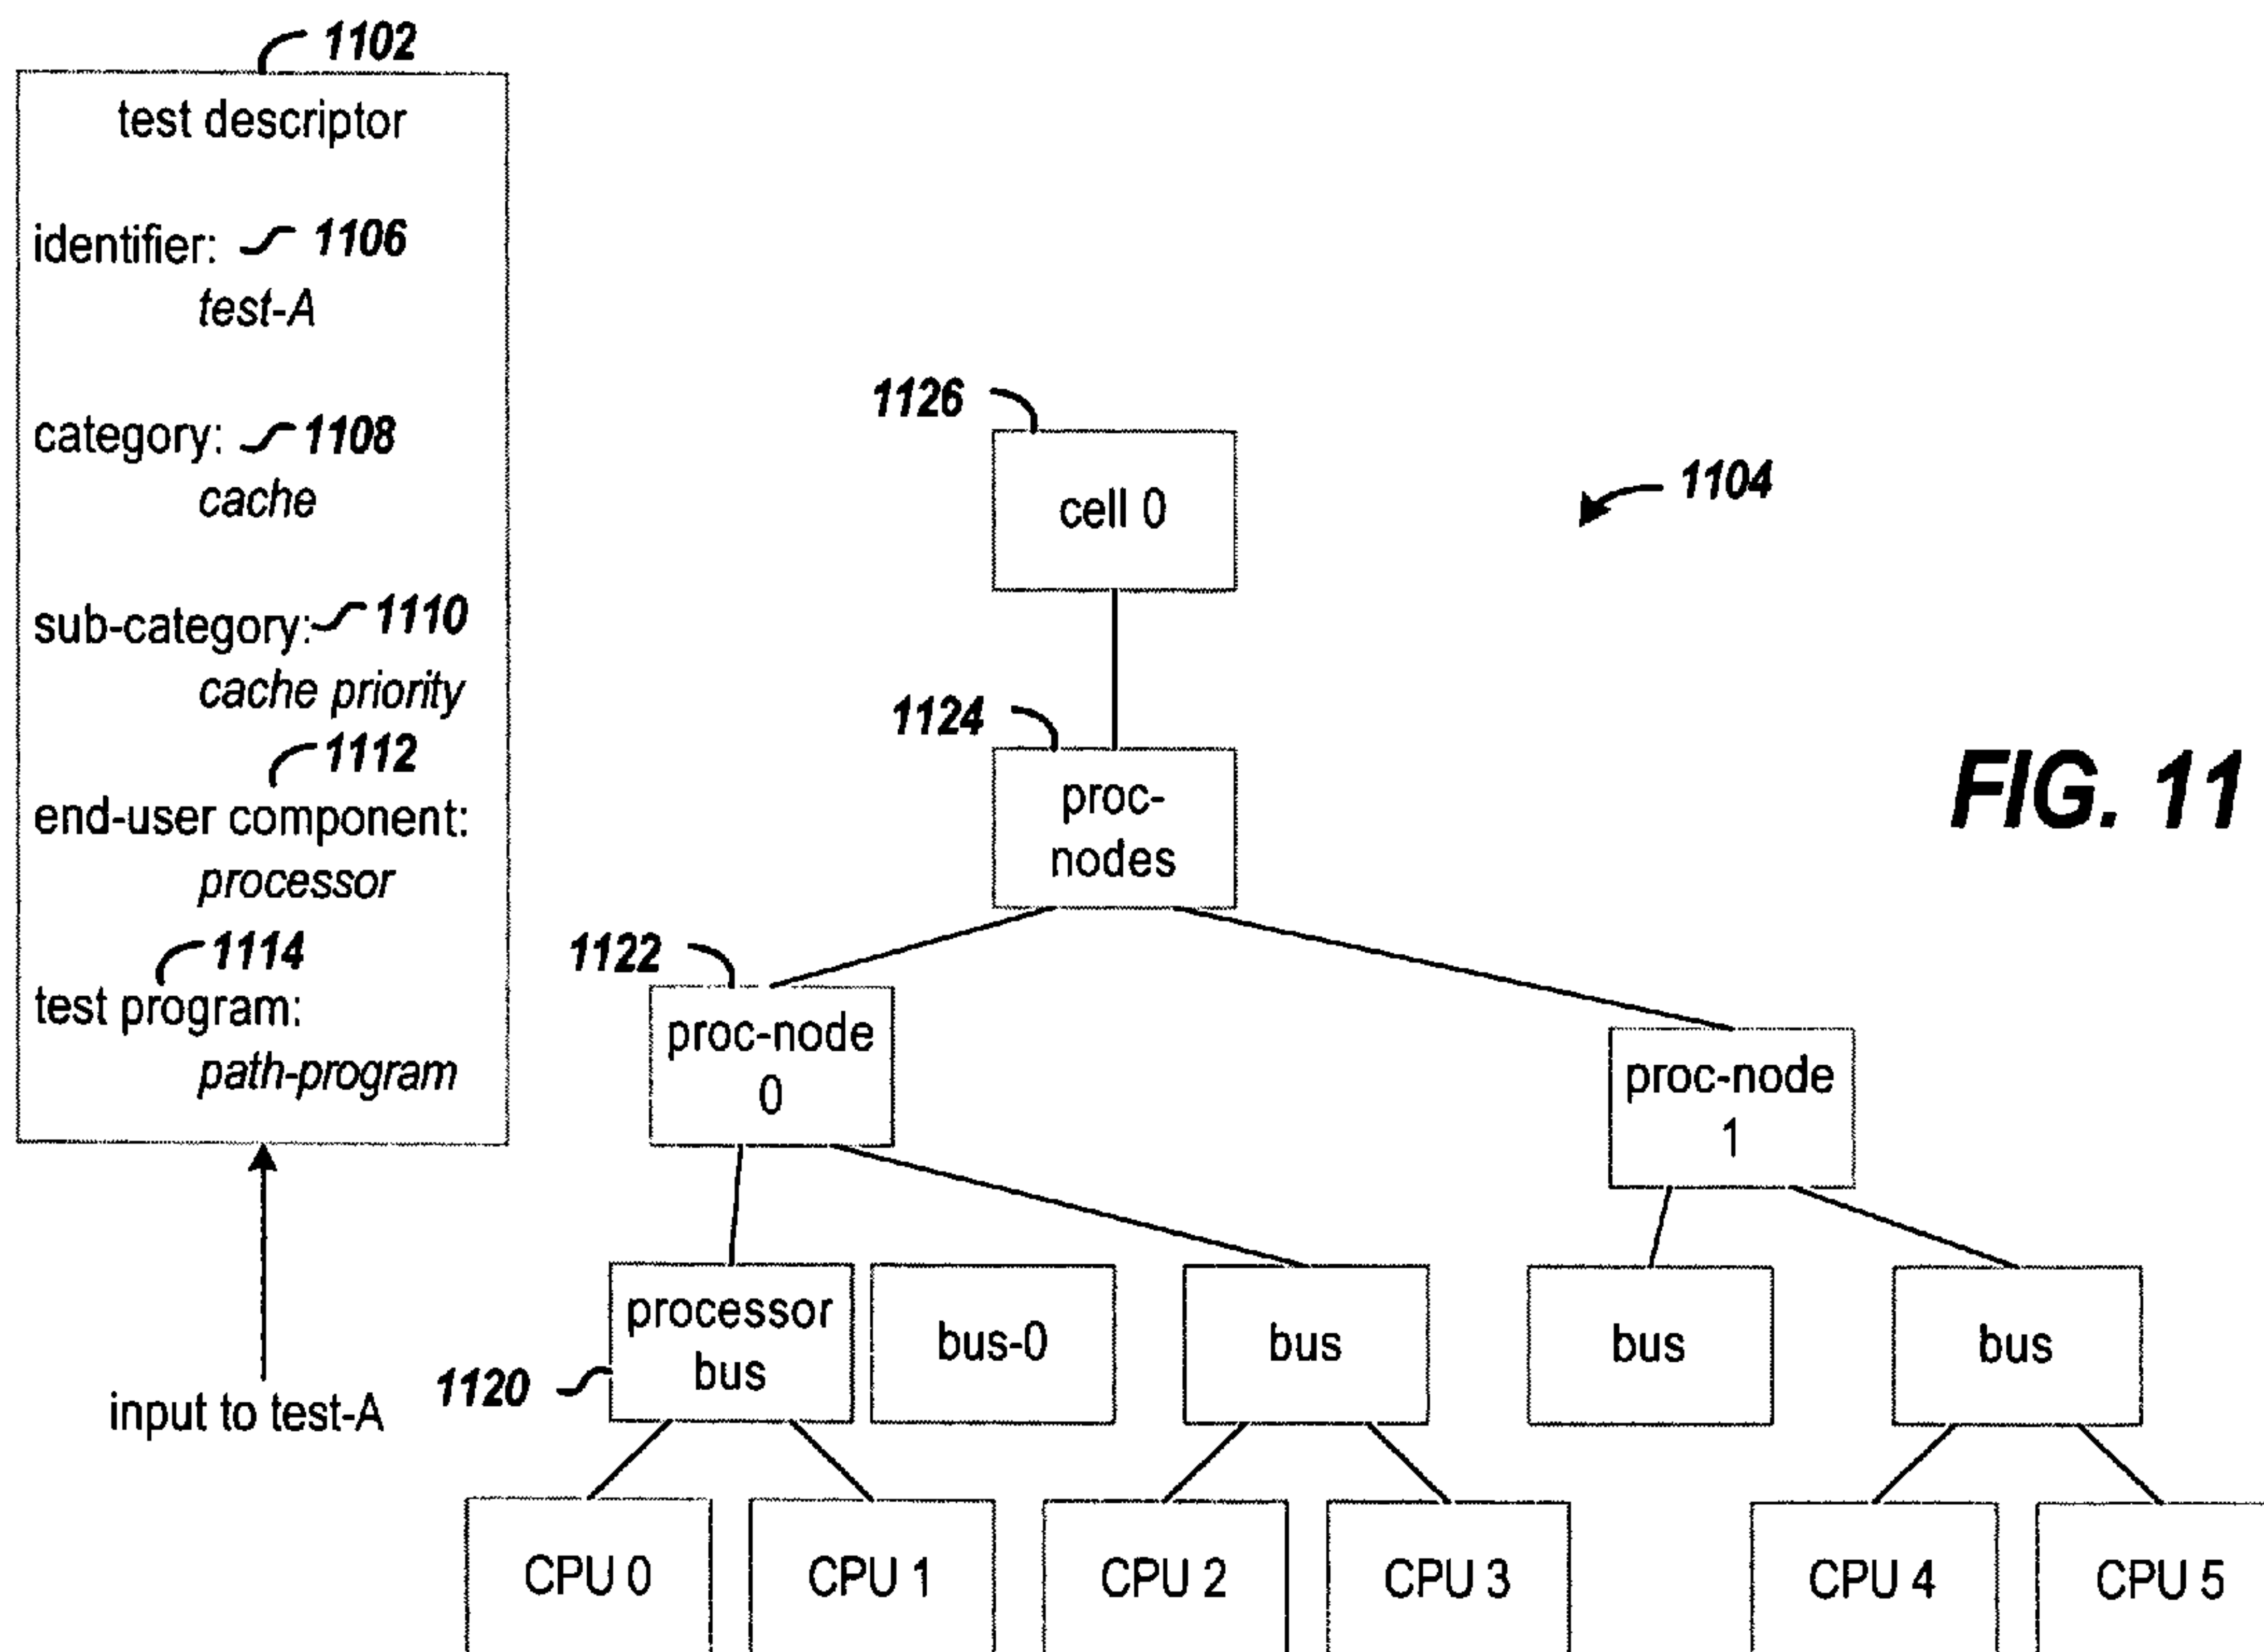 1102
test descriptor
identifier: 1106
test-A
category: 1108
cache
sub-category: 1110
cache priority
1112
end-user component:
processor
1114
test program:
path-program
input to test-A
1126
cell 0
1104
1124
proc-
nodes
FIG. 11
1122
proc-node
0
proc-node
1
processor
bus
1120
bus-0
bus
bus
bus
CPU 0
CPU 1
CPU 2
CPU 3
CPU 4
CPU 5